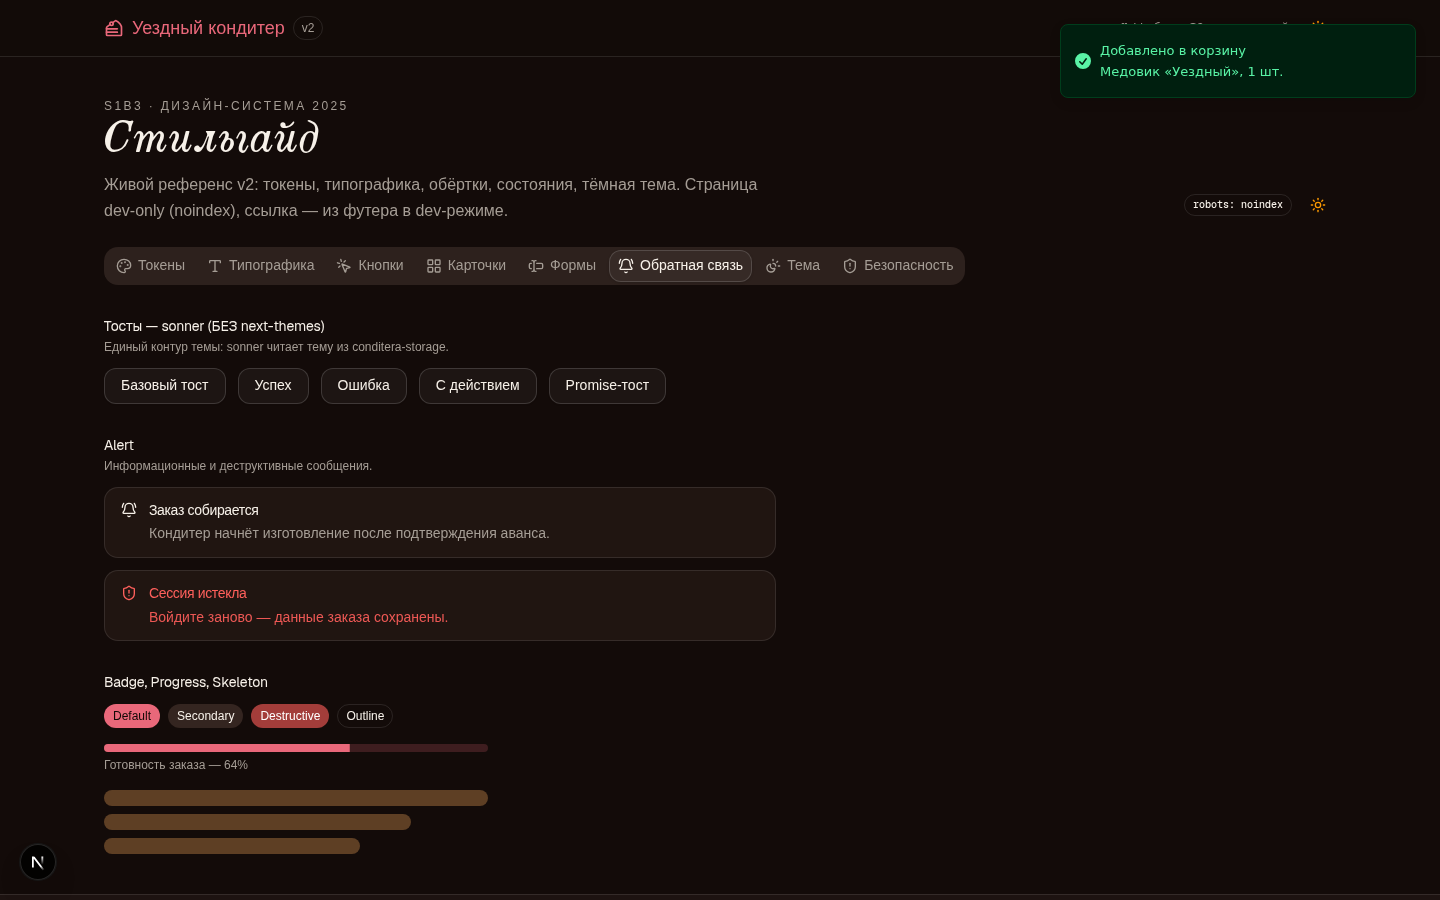 Уездный кондитер
v2
Добавлено в корзину
Медовик «Уездный», 1 шт.
S1B3 · ДИЗАЙН-СИСТЕМА 2025
Стилгайд
Живой референс v2: токены, типографика, обёртки, состояния, тёмная тема. Страница
dev-only (noindex), ссылка — из футера в dev-режиме.
robots: noindex
Токены
Типографика
Кнопки
Карточки
Формы
Обратная связь
Тема
Безопасность
Тосты — sonner (БЕЗ next-themes)
Единый контур темы: sonner читает тему из conditera-storage.
Базовый тост
Успех
Ошибка
С действием
Promise-тост
Alert
Информационные и деструктивные сообщения.
Заказ собирается
Кондитер начнёт изготовление после подтверждения аванса.
Сессия истекла
Войдите заново — данные заказа сохранены.
Badge, Progress, Skeleton
Default
Secondary
Destructive
Outline
Готовность заказа — 64%
N